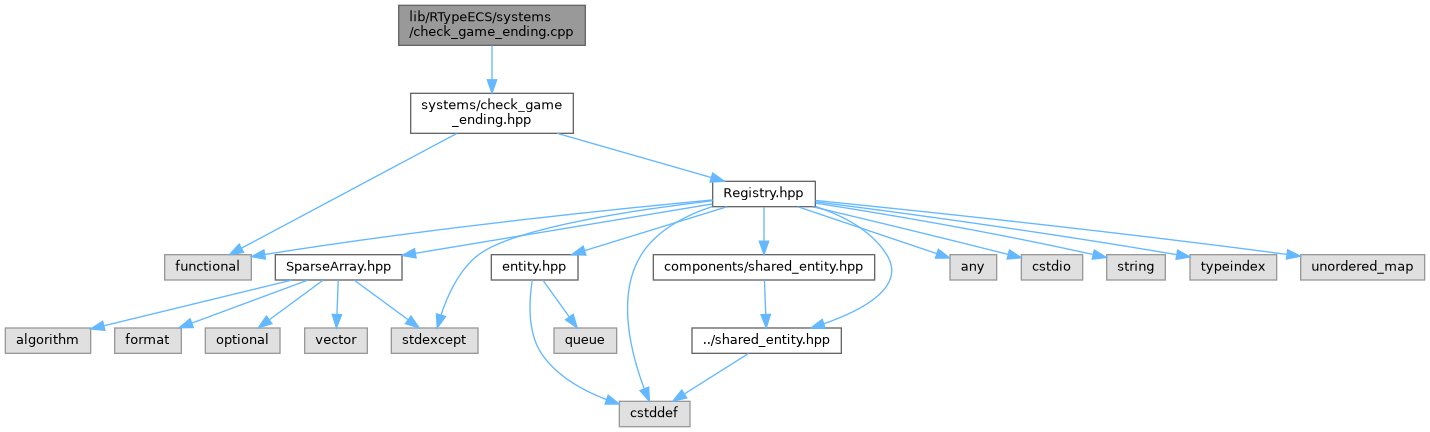 lib/RTypeECS/systems
/check_game_ending.cpp
systems/check_game
_ending.hpp
Registry.hpp
functional
SparseArray.hpp
entity.hpp
components/shared_entity.hpp
any
cstdio
string
typeindex
unordered_map
algorithm
format
optional
vector
stdexcept
queue
../shared_entity.hpp
cstddef